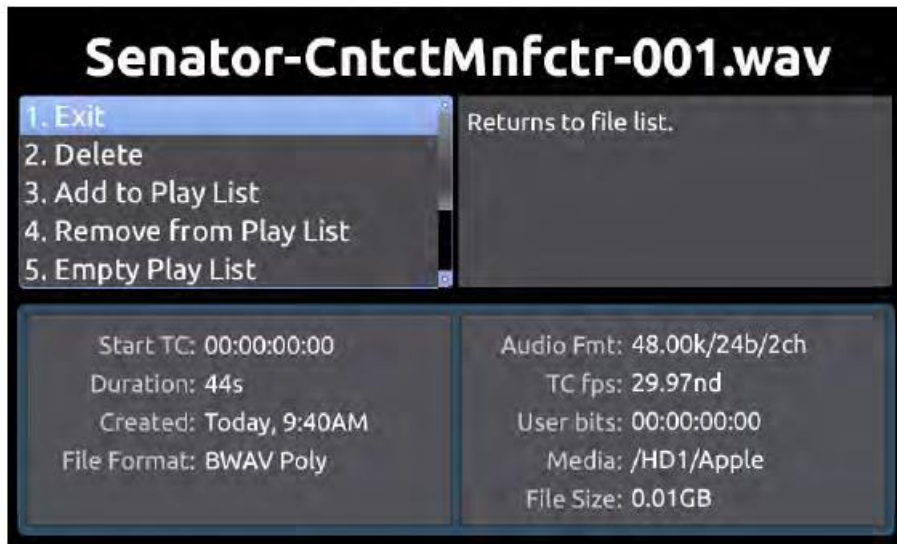 Senator-CntctMnfctr-001.wav
1. Exit
2. Delete
3. Add to Play List
4. Remove from Play List
5. Empty Play List
Returns to file list.
Start TC: 00:00:00:00
Duration: 44s
Created: Today, 9:40AM
File Format: BWAV Poly
Audio Fmt: 48.00k/24b/2ch
TC fps: 29.97nd
User bits: 00:00:00:00
Media: /HD1/Apple
File Size: 0.01GB